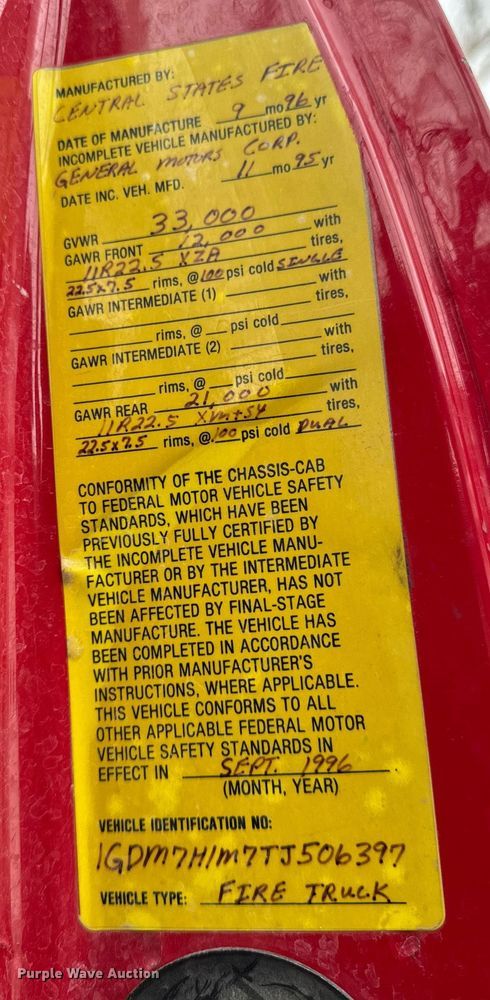 MANUFACTURED BY:
CENTRAL STATES FIRE
DATE OF MANUFACTURE 9 mo 96 yr
INCOMPLETE VEHICLE MANUFACTURED BY:
GENERAL MOTORS CORP.
DATE INC. VEH. MFD. 11 mo 95 yr
GVWR 33,000
GAWR FRONT 12,000 with
11R22.5 XZA tires,
22.5x7.5 rims, @ 100 psi cold SINGLE
GAWR INTERMEDIATE (1) with
tires,
rims, @ psi cold
GAWR INTERMEDIATE (2) with
tires,
rims, @ psi cold
GAWR REAR 21,000 with
11R22.5 XM+S4 tires,
22.5x7.5 rims, @ 100 psi cold DUAL
CONFORMITY OF THE CHASSIS-CAB
TO FEDERAL MOTOR VEHICLE SAFETY
STANDARDS, WHICH HAVE BEEN
PREVIOUSLY FULLY CERTIFIED BY
THE INCOMPLETE VEHICLE MANU-
FACTURER OR BY THE INTERMEDIATE
VEHICLE MANUFACTURER, HAS NOT
BEEN AFFECTED BY FINAL-STAGE
MANUFACTURE. THE VEHICLE HAS
BEEN COMPLETED IN ACCORDANCE
WITH PRIOR MANUFACTURER'S
INSTRUCTIONS, WHERE APPLICABLE.
THIS VEHICLE CONFORMS TO ALL
OTHER APPLICABLE FEDERAL MOTOR
VEHICLE SAFETY STANDARDS IN
EFFECT IN SEPT. 1996
(MONTH, YEAR)
VEHICLE IDENTIFICATION NO:
1GDM7H1M7TJ506397
VEHICLE TYPE: FIRE TRUCK
Purple Wave Auction